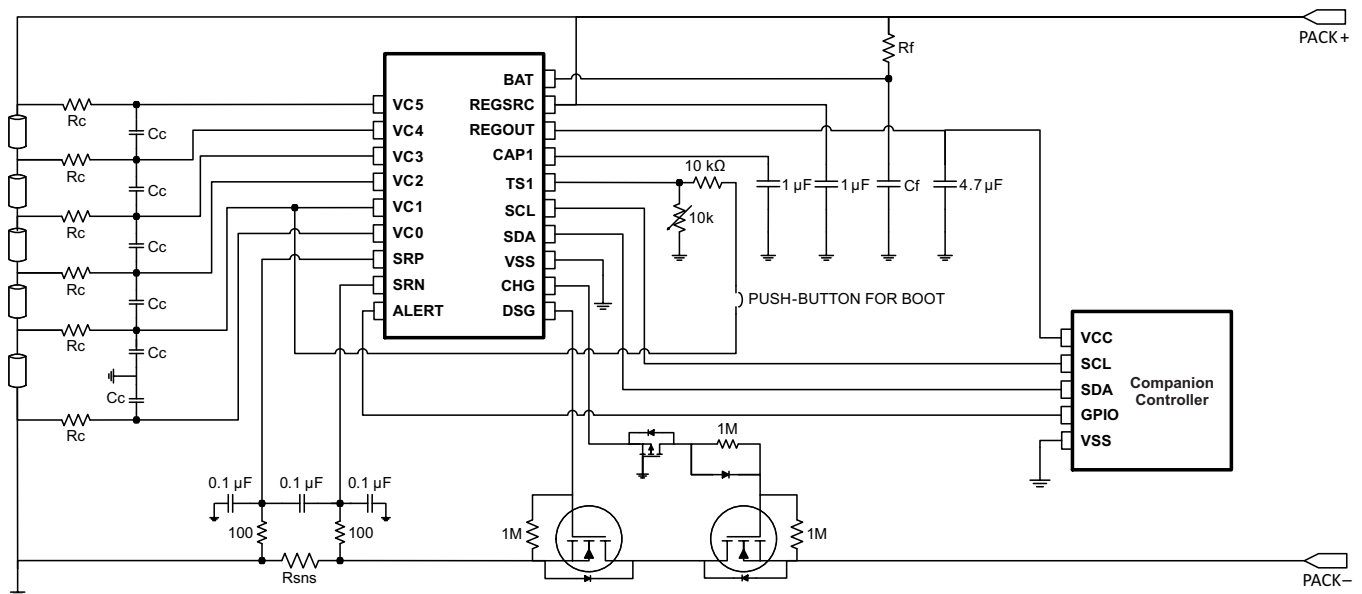 PACK+
Rf
BAT
VC5
REGSRC
Rc
Cc
VC4
REGOUT
Rc
VC3
CAP1
10 kΩ
Cc
VC2
TS1
1 µF
1 µF
Cf
4.7 µF
Rc
VC1
SCL
10k
Cc
VC0
SDA
Rc
SRP
VSS
Cc
SRN
CHG
PUSH-BUTTON FOR BOOT
ALERT
DSG
Rc
Cc
VCC
SCL
Cc
SDA
Companion
Controller
GPIO
Rc
1M
VSS
0.1 µF
0.1 µF
0.1 µF
100
100
1M
1M
Rsns
PACK–